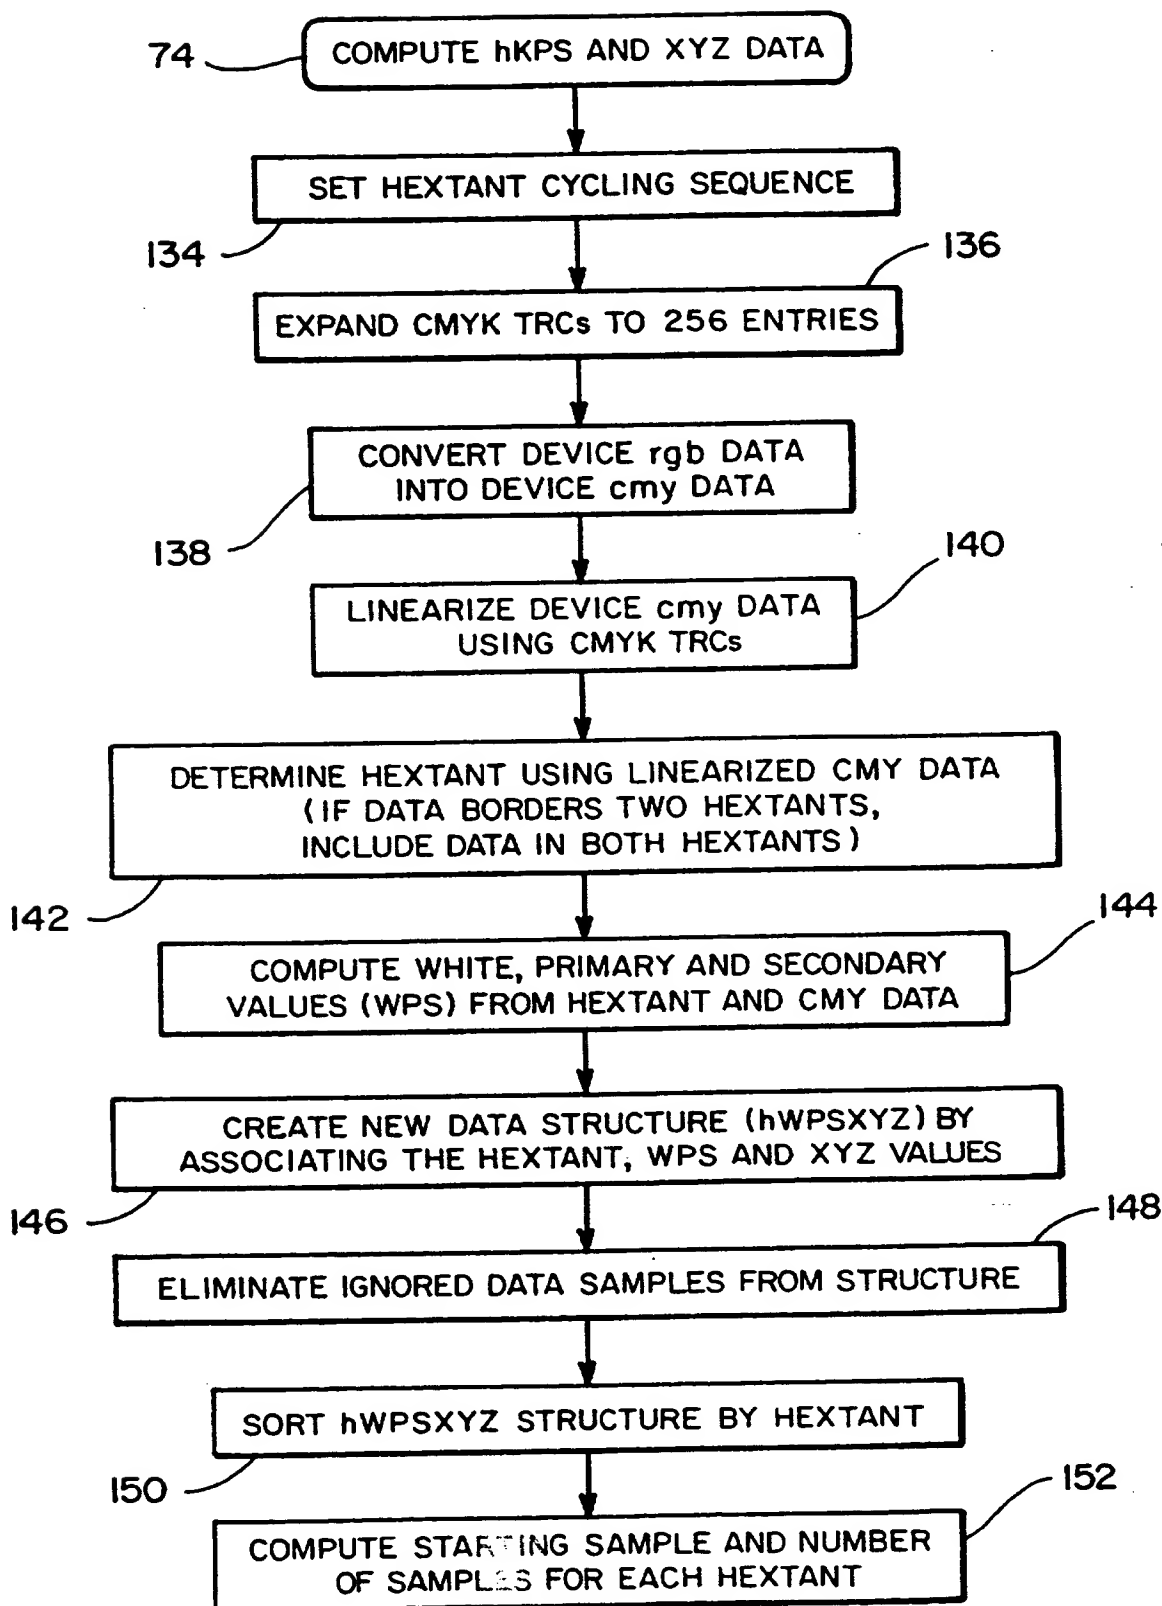 74
COMPUTE hKPS AND XYZ DATA
SET HEXTANT CYCLING SEQUENCE
134
136
EXPAND CMYK TRCs TO 256 ENTRIES
CONVERT DEVICE rgb DATA
INTO DEVICE cmy DATA
138
140
LINEARIZE DEVICE cmy DATA
USING CMYK TRCs
DETERMINE HEXTANT USING LINEARIZED CMY DATA
(IF DATA BORDERS TWO HEXTANTS,
INCLUDE DATA IN BOTH HEXTANTS)
142
144
COMPUTE WHITE, PRIMARY AND SECONDARY
VALUES (WPS) FROM HEXTANT AND CMY DATA
CREATE NEW DATA STRUCTURE (hWPSXYZ) BY
ASSOCIATING THE HEXTANT, WPS AND XYZ VALUES
146
148
ELIMINATE IGNORED DATA SAMPLES FROM STRUCTURE
SORT hWPSXYZ STRUCTURE BY HEXTANT
150
152
COMPUTE STARTING SAMPLE AND NUMBER
OF SAMPLES FOR EACH HEXTANT